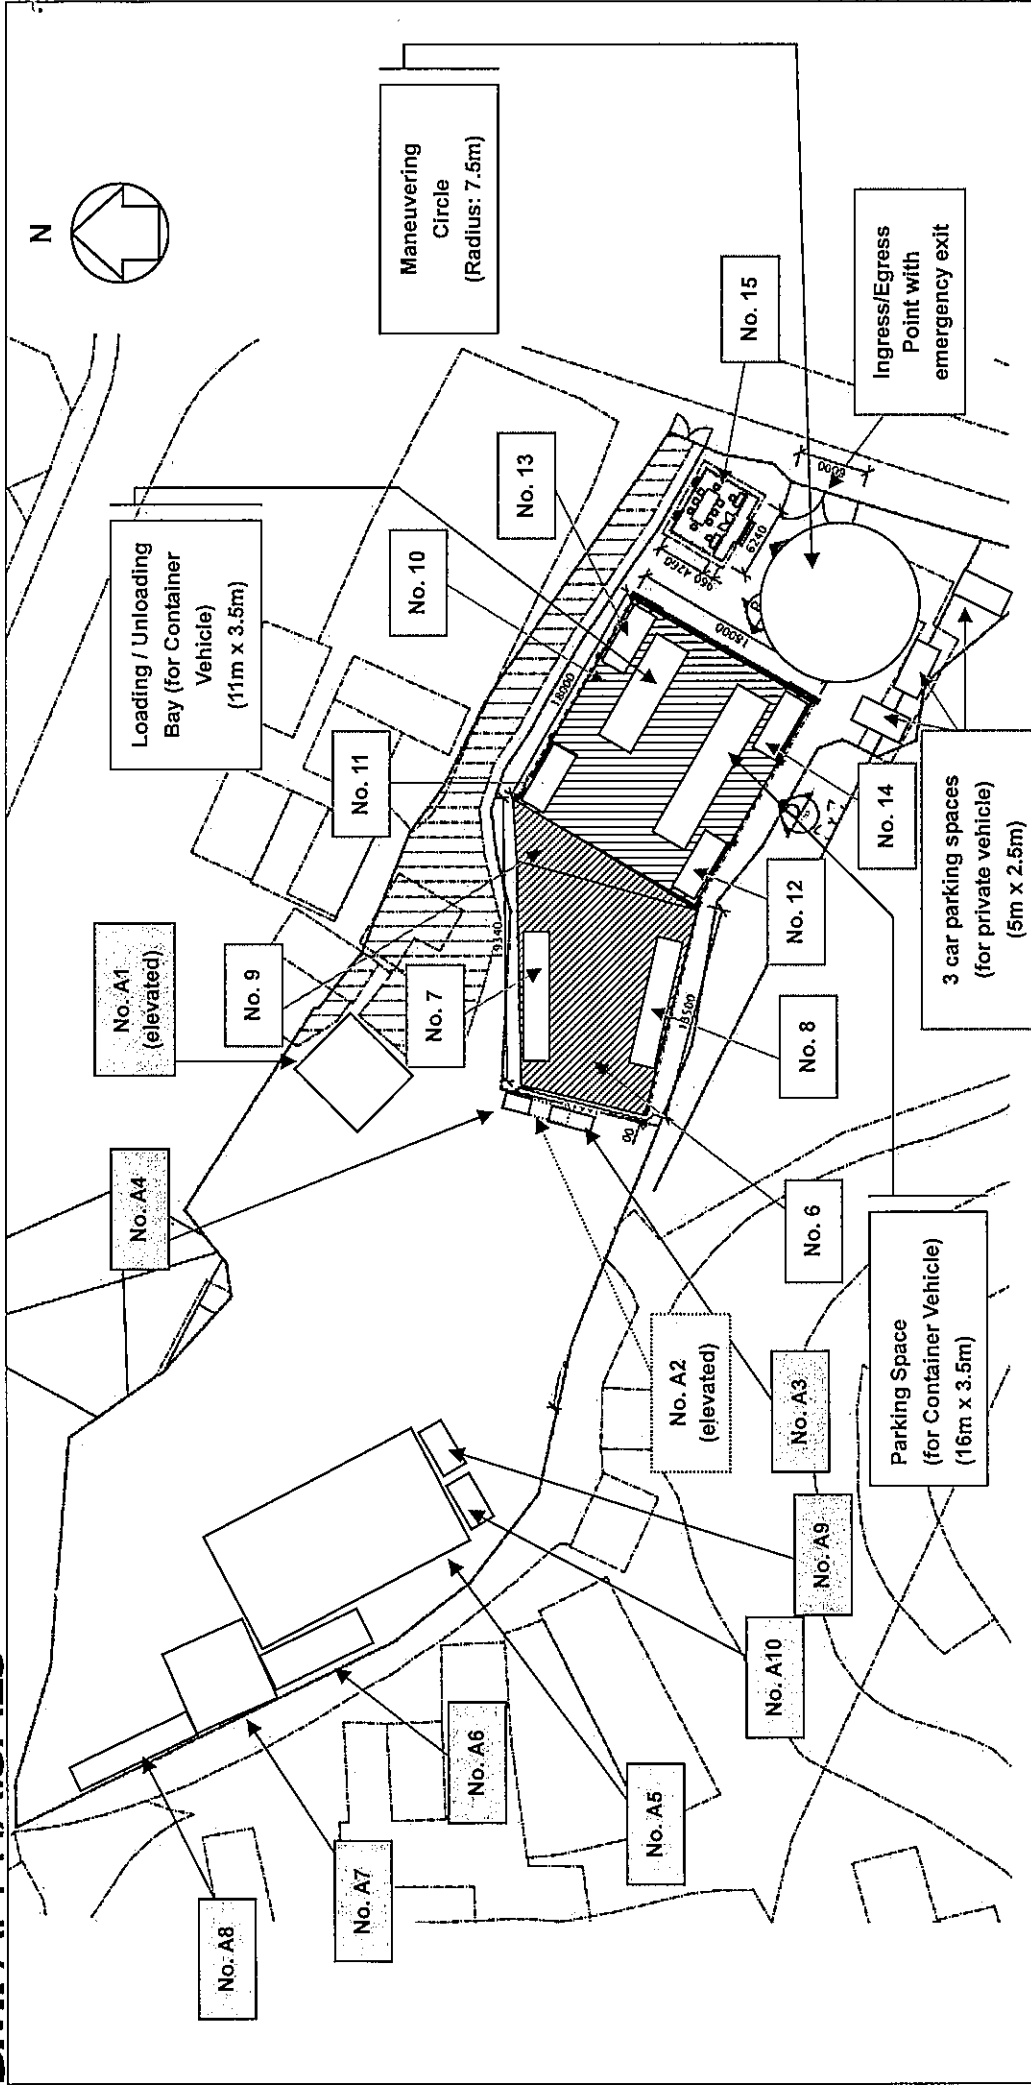 N
Maneuvering
Circle
(Radius: 7.5m)
Loading / Unloading
Bay (for Container
Vehicle)
(11m x 3.5m)
No. 15
Ingress/Egress
Point with
emergency exit
No. 13
No. 10
No. 11
No. A1
(elevated)
No. 9
No. 7
No. A4
No. 14
3 car parking spaces
(for private vehicle)
(5m x 2.5m)
No. 12
No. 8
No. 6
Parking Space
(for Container Vehicle)
(16m x 3.5m)
No. A2
(elevated)
No. A3
No. A9
No. A10
No. A5
No. A6
No. A7
No. A8
18000
18000
9340
18500
6000
6240
950 4260